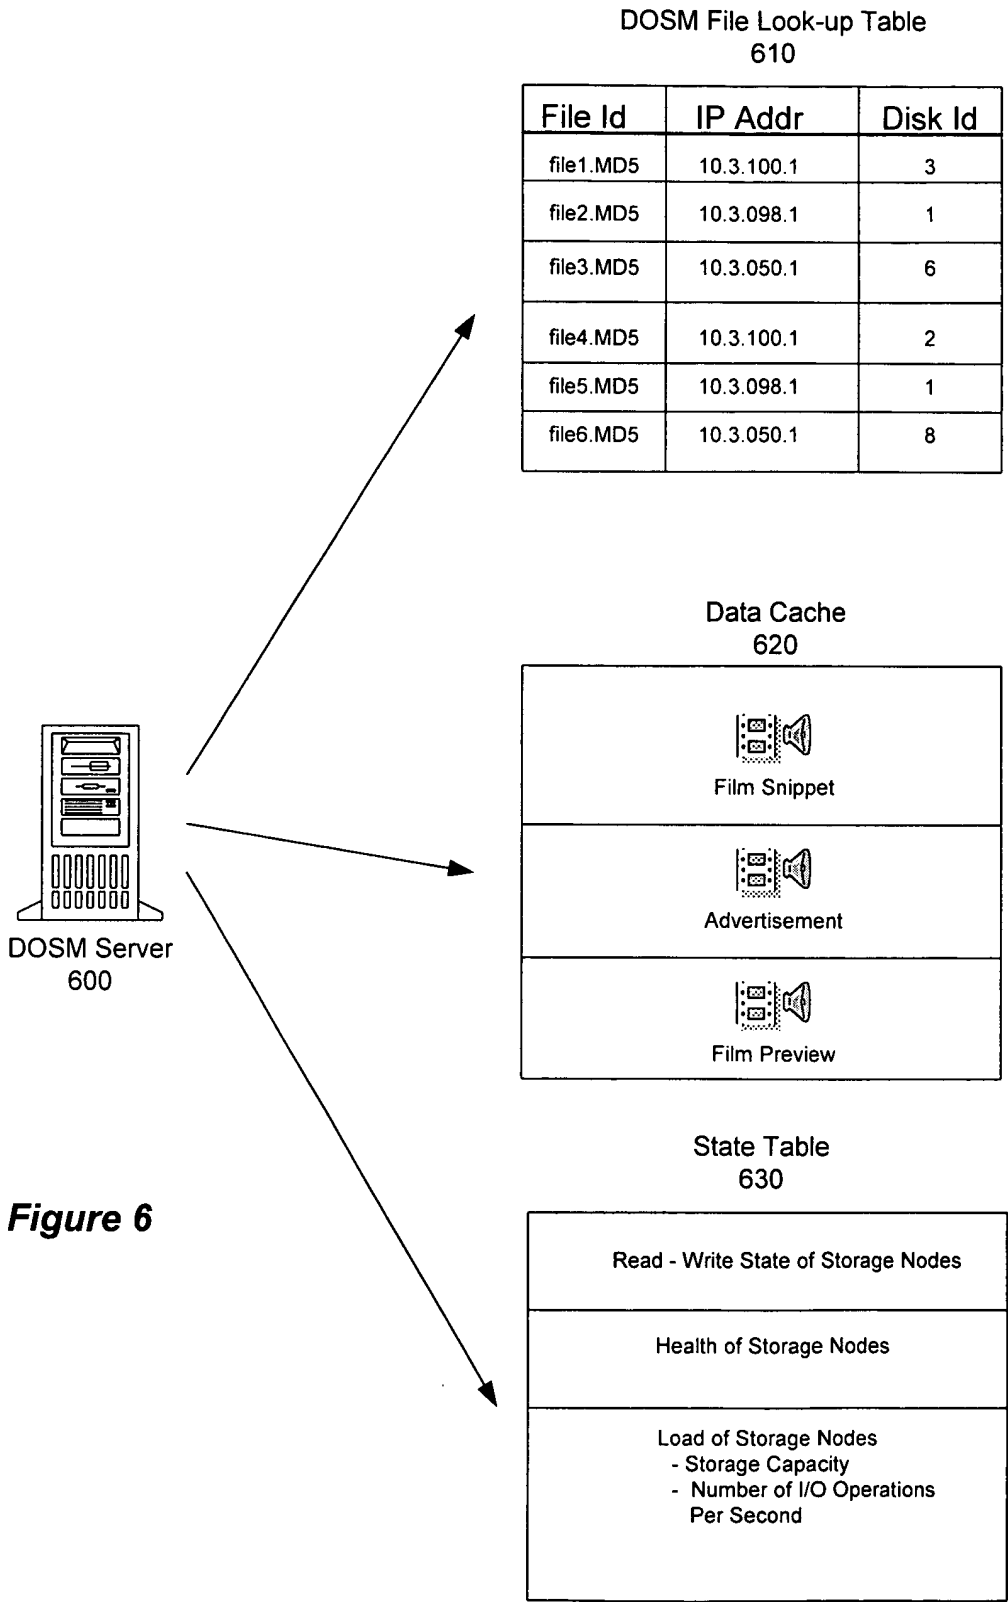 DOSM File Look-up Table
610
File Id IP Addr Disk Id
file1.MD5 10.3.100.1 3
file2.MD5 10.3.098.1 1
file3.MD5 10.3.050.1 6
file4.MD5 10.3.100.1 2
file5.MD5 10.3.098.1 1
file6.MD5 10.3.050.1 8
Data Cache
620
Film Snippet
Advertisement
Film Preview
DOSM Server
600
State Table
630
Read - Write State of Storage Nodes
Health of Storage Nodes
Load of Storage Nodes
- Storage Capacity
- Number of I/O Operations
Per Second
Figure 6